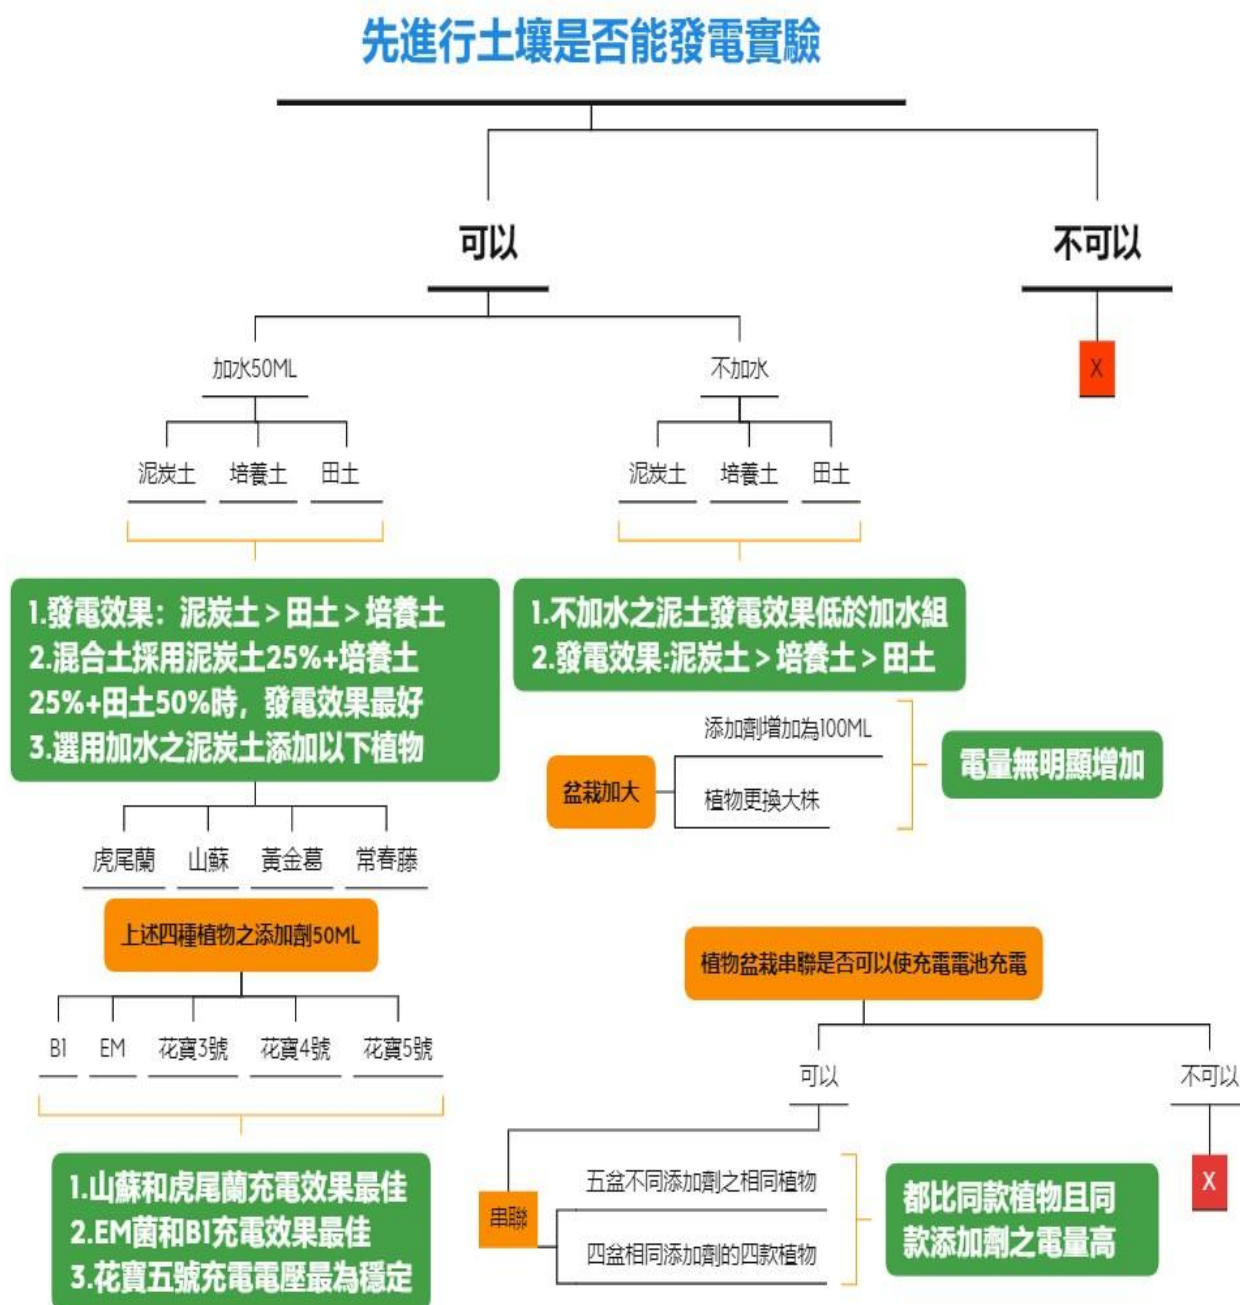 先進行土壤是否能發電實驗
可以
不可以
X
加水50ML
不加水
泥炭土
培養土
田土
泥炭土
培養土
田土
1.發電效果：泥炭土 > 田土 > 培養土
2.混合土採用泥炭土25%+培養土
25%+田土50%時，發電效果最好
3.選用加水之泥炭土添加以下植物
1.不加水之泥土發電效果低於加水組
2.發電效果:泥炭土 > 培養土 > 田土
盆栽加大
添加劑增加為100ML
植物更換大株
電量無明顯增加
虎尾蘭
山蘇
黃金葛
常春藤
上述四種植物之添加劑50ML
B1
EM
花寶3號
花寶4號
花寶5號
1.山蘇和虎尾蘭充電效果最佳
2.EM菌和B1充電效果最佳
3.花寶五號充電電壓最為穩定
植物盆栽串聯是否可以使充電電池充電
可以
不可以
X
串聯
五盆不同添加劑之相同植物
四盆相同添加劑的四款植物
都比同款植物且同
款添加劑之電量高